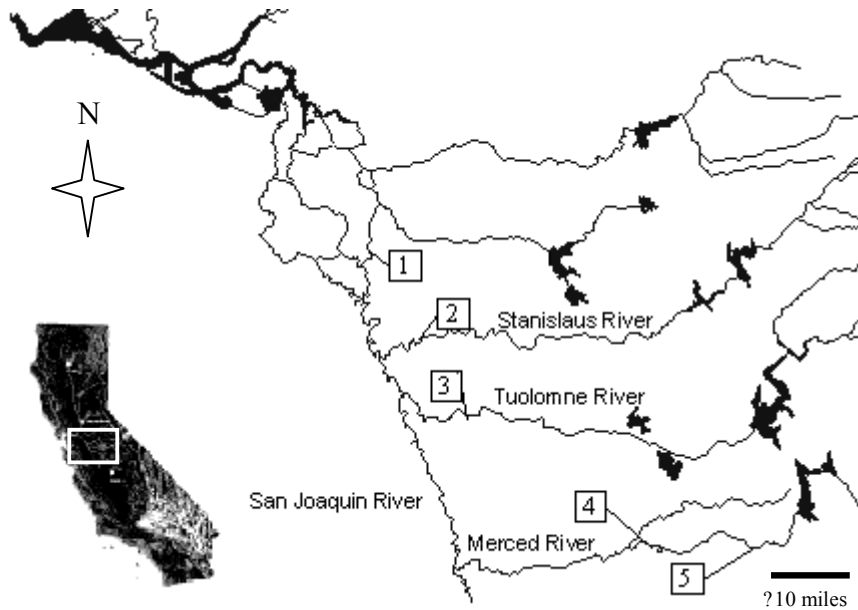 N
1
2
Stanislaus River
3
Tuolomne River
San Joaquin River
4
Merced River
5
?10 miles